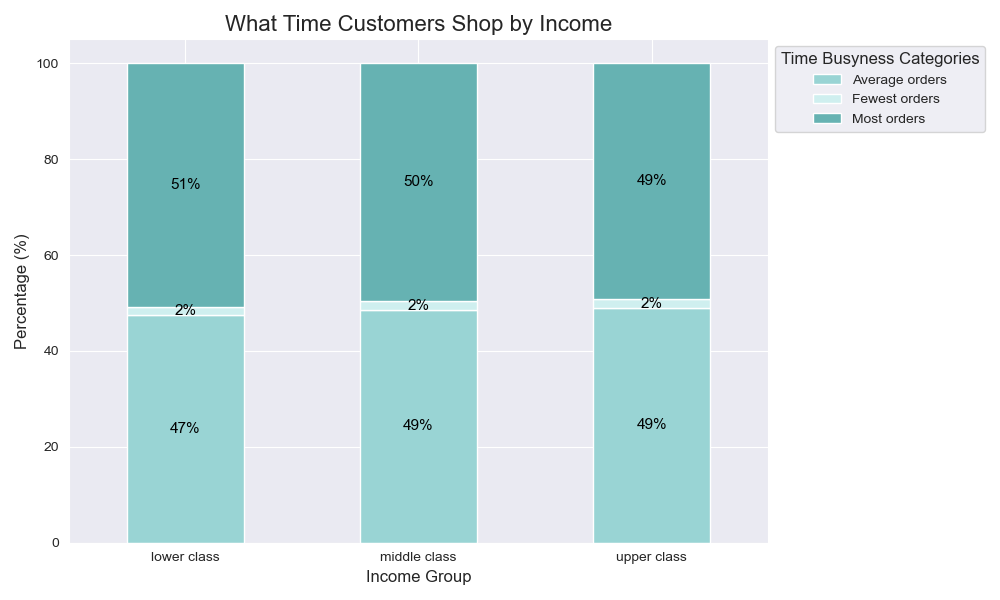 What Time Customers Shop by Income
Time Busyness Categories
Average orders
Fewest orders
Most orders
Percentage (%)
100
80
60
40
20
0
51%
50%
49%
2%
2%
2%
47%
49%
49%
lower class
middle class
upper class
Income Group